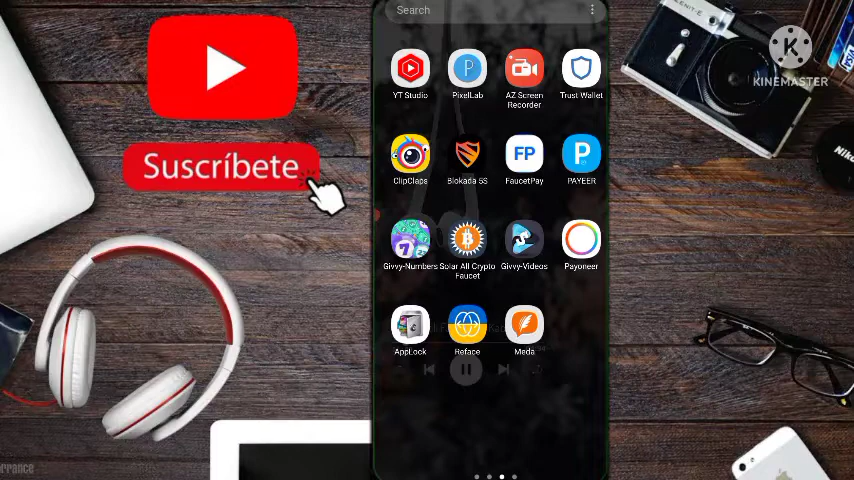 Search
KINEMASTER
YT Studio
PixelLab
AZ Screen
Recorder
Trust Wallet
Suscríbete
ClipClaps
Blokada 5S
FP
FaucetPay
P
PAYEER
Givvy-Numbers
Solar All Crypto
Faucet
Givvy-Videos
Payoneer
AppLock
Reface
Meda